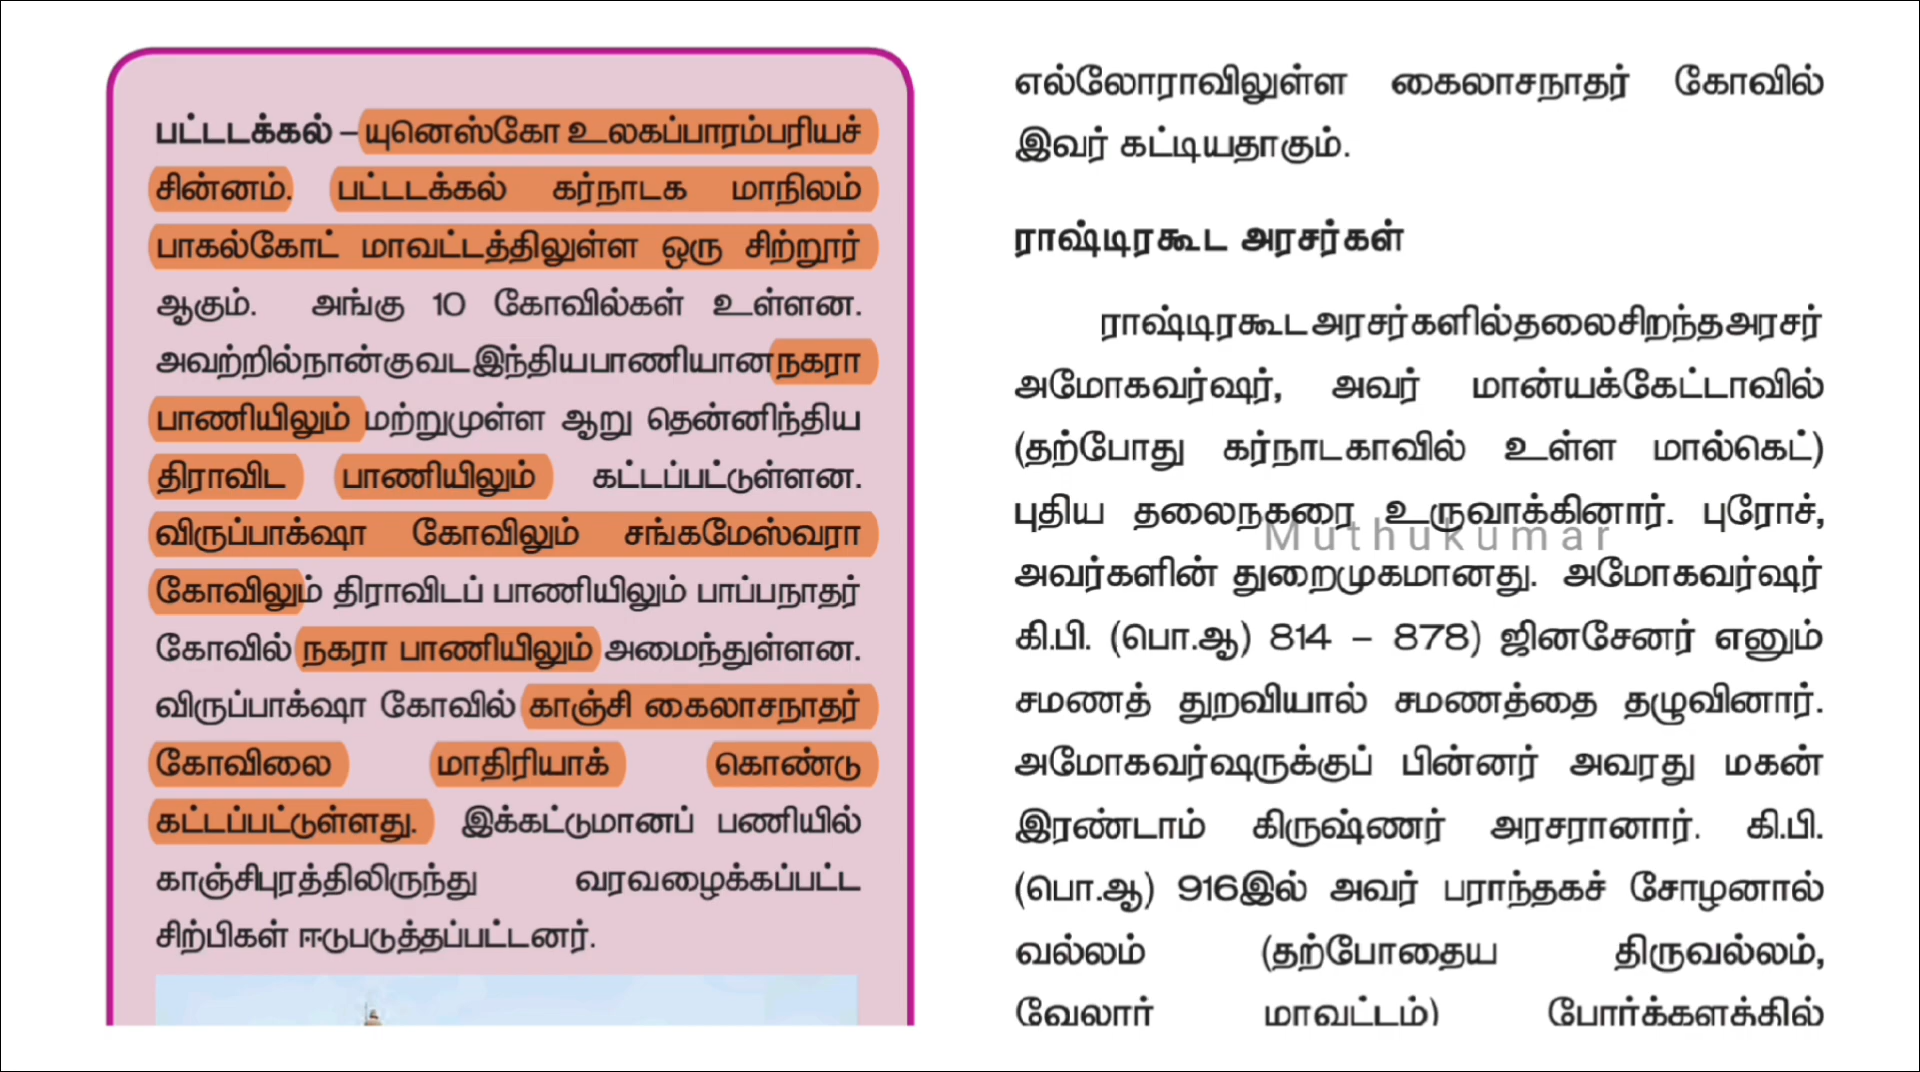 பட்டடக்கல் – யுனெஸ்கோ உலகப்பாரம்பரியச்
சின்னம். பட்டடக்கல் கர்நாடக மாநிலம்
பாகல்கோட் மாவட்டத்திலுள்ள ஒரு சிற்றூர்
ஆகும். அங்கு 10 கோவில்கள் உள்ளன.
அவற்றில் நான்கு வட இந்திய பாணியான நகரா
பாணியிலும் மற்றுமுள்ள ஆறு தென்னிந்திய
திராவிட பாணியிலும் கட்டப்பட்டுள்ளன.
விருப்பாக்ஷா கோவிலும் சங்கமேஸ்வரா
கோவிலும் திராவிடப் பாணியிலும் பாப்பநாதர்
கோவில் நகரா பாணியிலும் அமைந்துள்ளன.
விருப்பாக்ஷா கோவில் காஞ்சி கைலாசநாதர்
கோவிலை மாதிரியாக் கொண்டு
கட்டப்பட்டுள்ளது. இக்கட்டுமானப் பணியில்
காஞ்சிபுரத்திலிருந்து வரவழைக்கப்பட்ட
சிற்பிகள் ஈடுபடுத்தப்பட்டனர்.
எல்லோராவிலுள்ள கைலாசநாதர் கோவில்
இவர் கட்டியதாகும்.
ராஷ்டிரகூட அரசர்கள்
ராஷ்டிரகூட அரசர்களில் தலைசிறந்த அரசர்
அமோகவர்ஷர், அவர் மான்யக்கேட்டாவில்
(தற்போது கர்நாடகாவில் உள்ள மால்கெட்)
புதிய தலைநகரை உருவாக்கினார். புரோச்,
Muthukumar
அவர்களின் துறைமுகமானது. அமோகவர்ஷர்
கி.பி. (பொ.ஆ) 814 – 878) ஜினசேனர் எனும்
சமணத் துறவியால் சமணத்தை தழுவினார்.
அமோகவர்ஷருக்குப் பின்னர் அவரது மகன்
இரண்டாம் கிருஷ்ணர் அரசரானார். கி.பி.
(பொ.ஆ) 916இல் அவர் பராந்தகச் சோழனால்
வல்லம் (தற்போதைய திருவல்லம்,
வேலார் மாவட்டம்) போர்க்களத்கில்